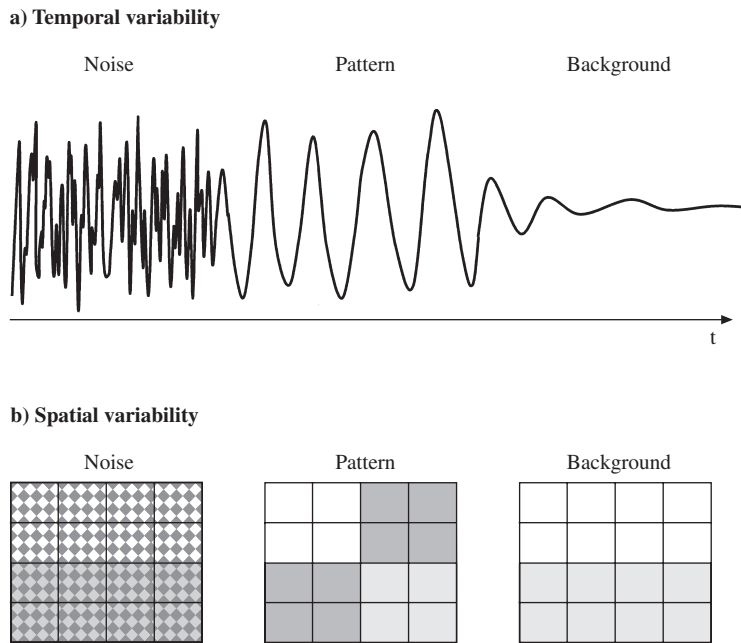 a) Temporal variability
Noise Pattern Background
t
b) Spatial variability
Noise Pattern Background